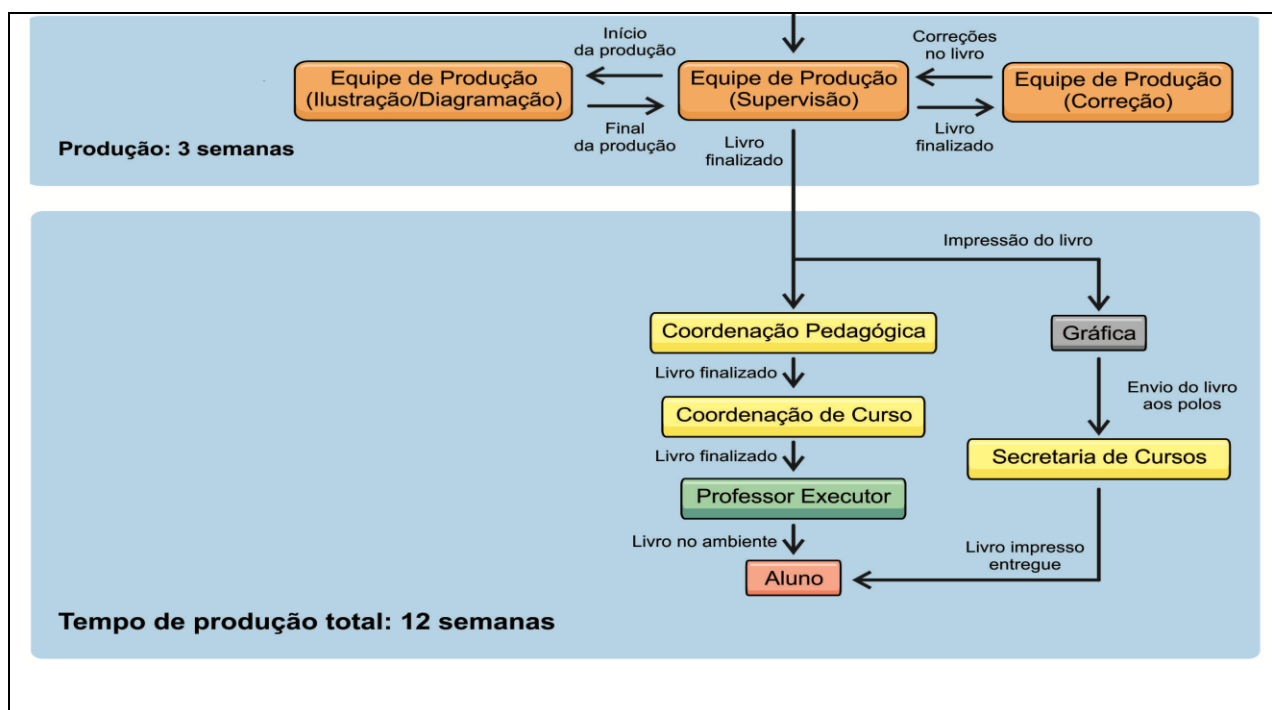 Início
da produção
Correções
no livro
Equipe de Produção
(Ilustração/Diagramação)
Equipe de Produção
(Supervisão)
Equipe de Produção
(Correção)
Final
da produção
Livro
finalizado
Livro
finalizado
Produção: 3 semanas
Impressão do livro
Coordenação Pedagógica
Gráfica
Livro finalizado
Envio do livro
aos polos
Coordenação de Curso
Livro finalizado
Secretaria de Cursos
Professor Executor
Livro no ambiente
Livro impresso
entregue
Aluno
Tempo de produção total: 12 semanas